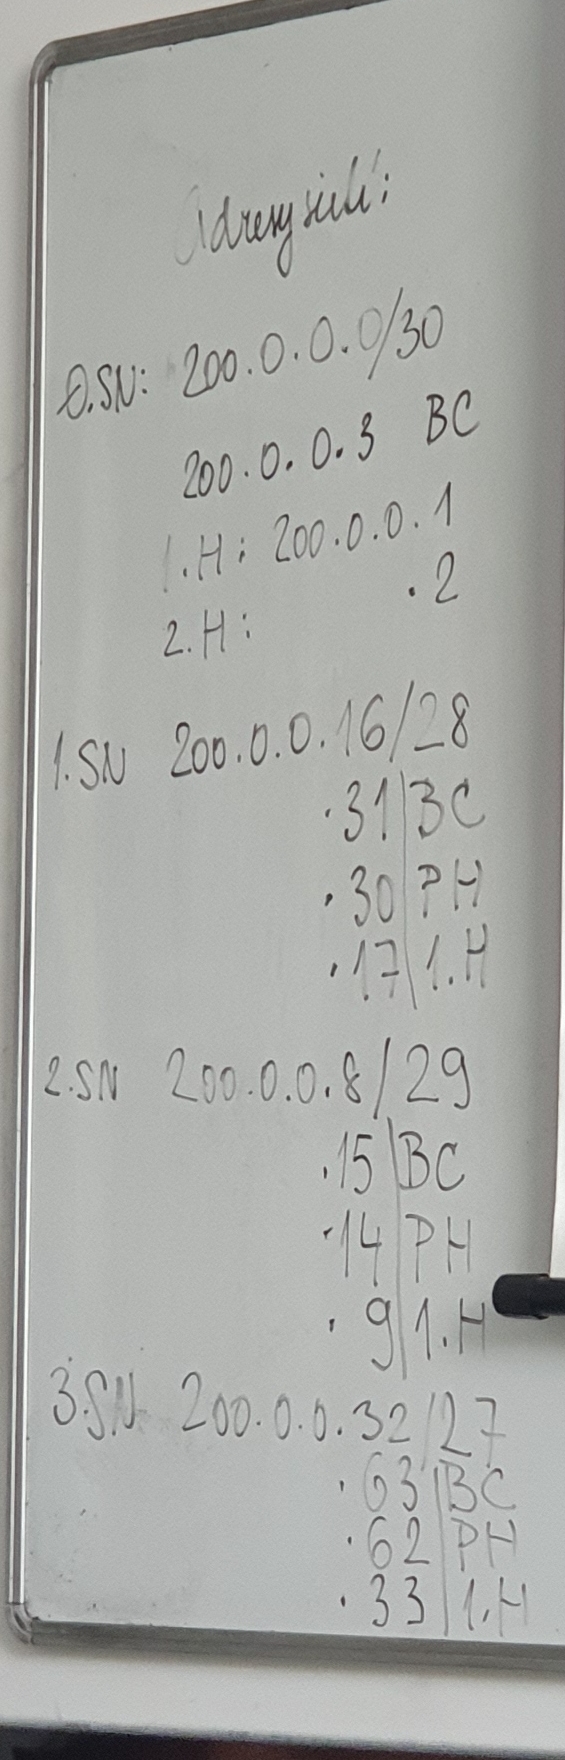 Adresy sítí:
0.SN: 200.0.0.0/30
200.0.0.3 BC
1.H: 200.0.0.1
2.H: .2
1.SN 200.0.0.16/28
.31|BC
.30|PH
.17|1.H
2.SN 200.0.0.8/29
.15|BC
.14|PH
.9|1.H
3.SN 200.0.0.32/27
.63|BC
.62|PH
.33|1.H